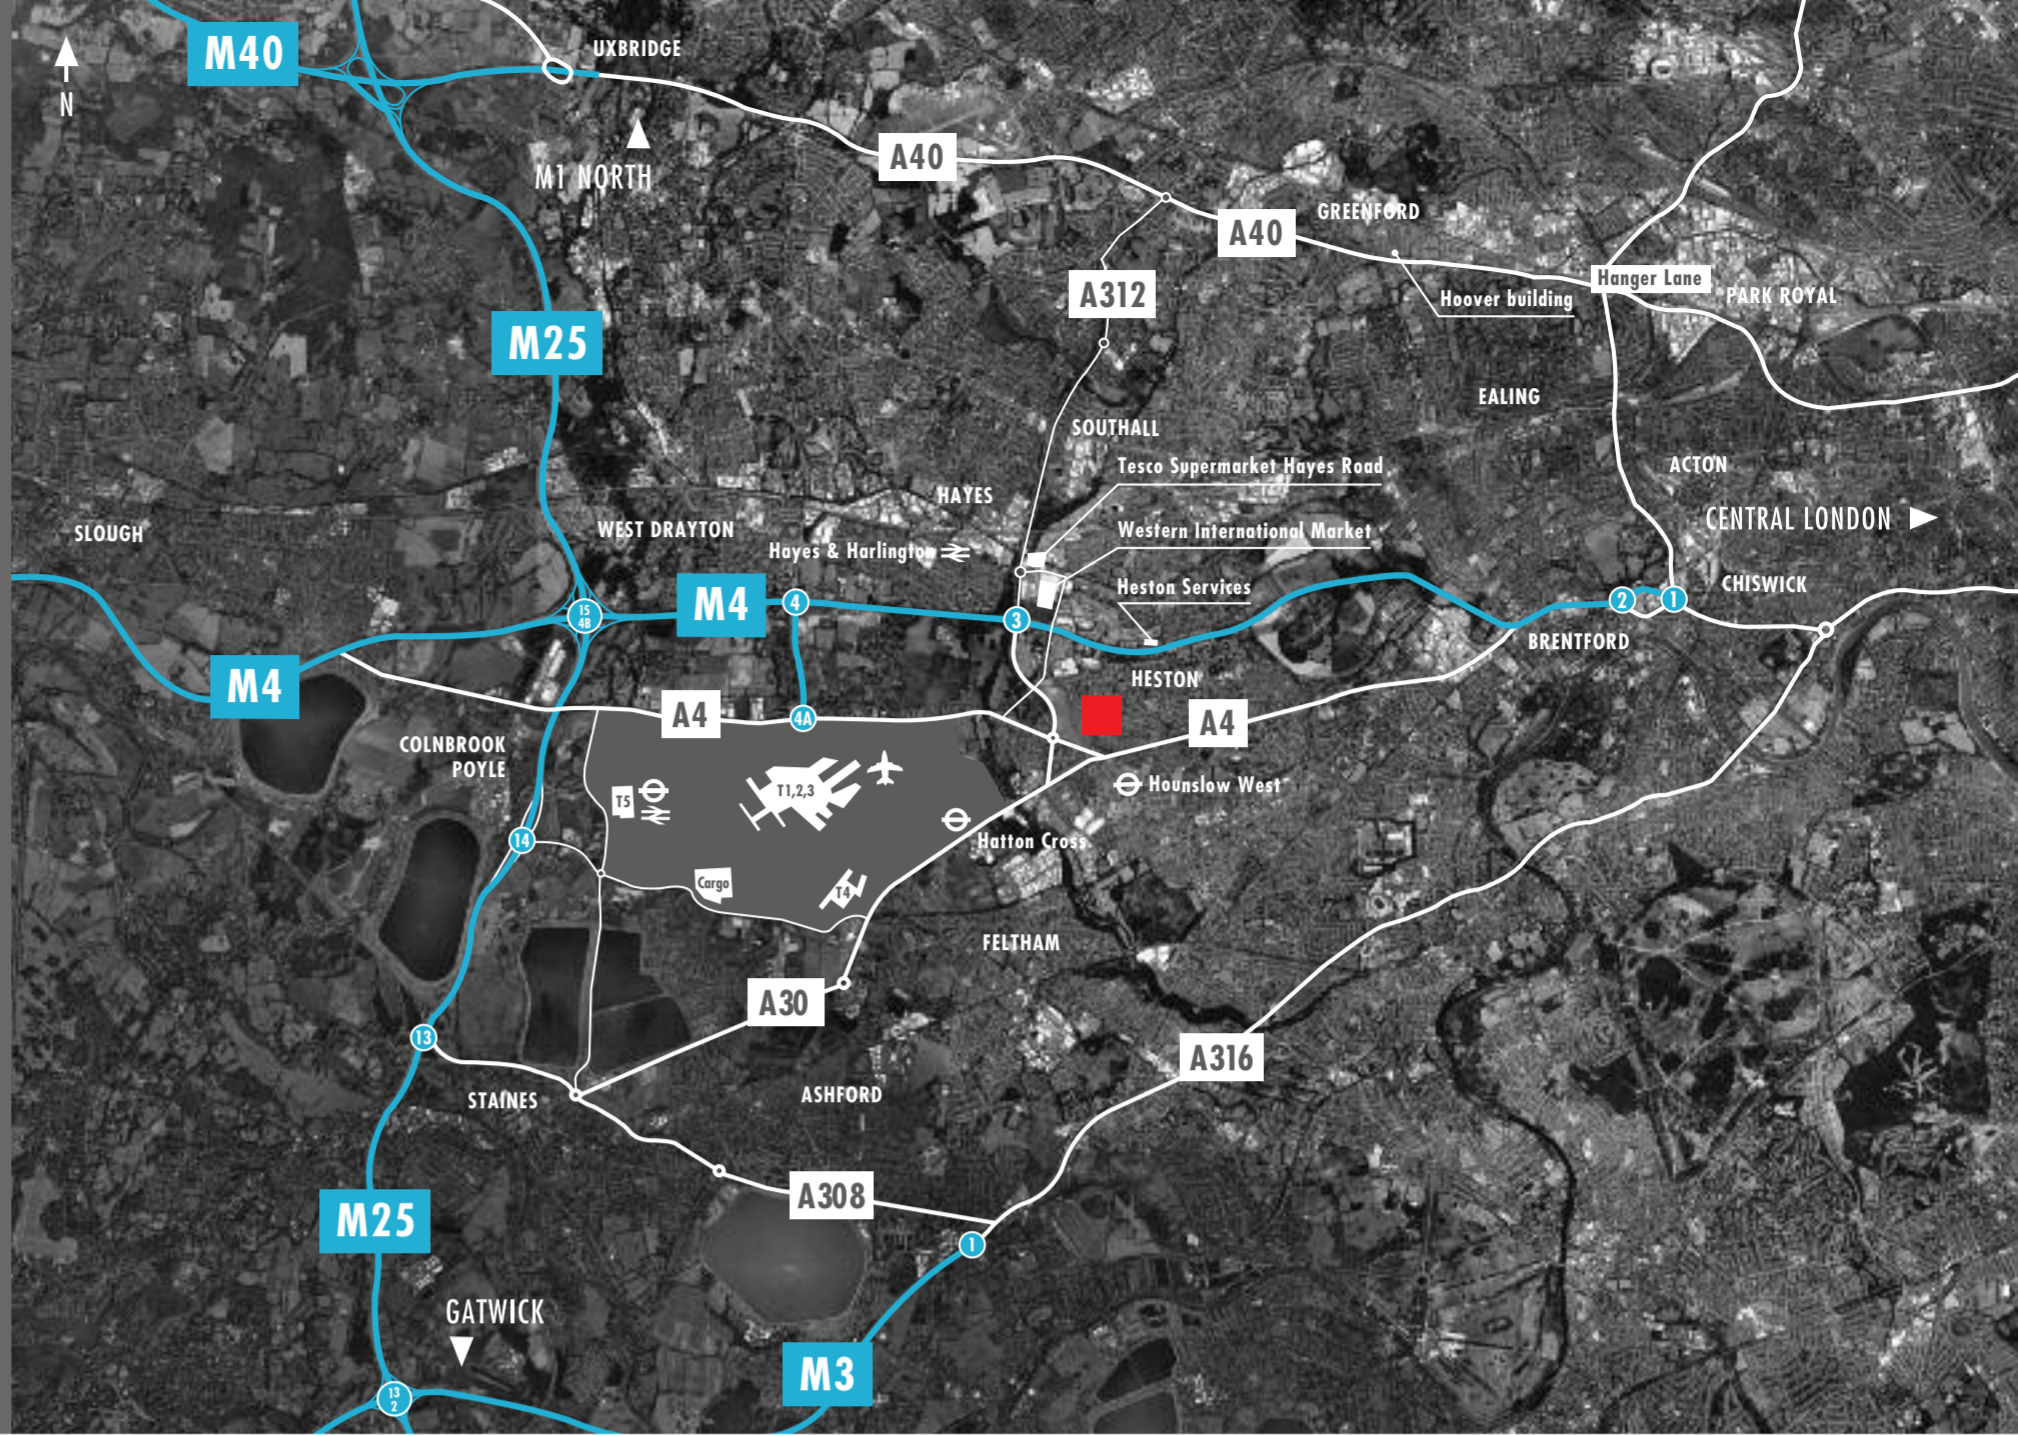 M40
UXBRIDGE
N
M1 NORTH
A40
GREENFORD
A40
Hanger Lane
A312
Hoover building
PARK ROYAL
M25
EALING
SOUTHALL
Tesco Supermarket Hayes Road
ACTON
HAYES
CENTRAL LONDON
SLOUGH
WEST DRAYTON
Western International Market
Hayes & Harlington
Heston Services
CHISWICK
15
4B
M4
4
3
2
1
BRENTFORD
M4
HESTON
A4
4A
A4
COLNBROOK
POYLE
T5
T1,2,3
Hounslow West
14
Hatton Cross
Cargo
T4
FELTHAM
A30
13
A316
STAINES
ASHFORD
A308
M25
1
GATWICK
M3
13
2